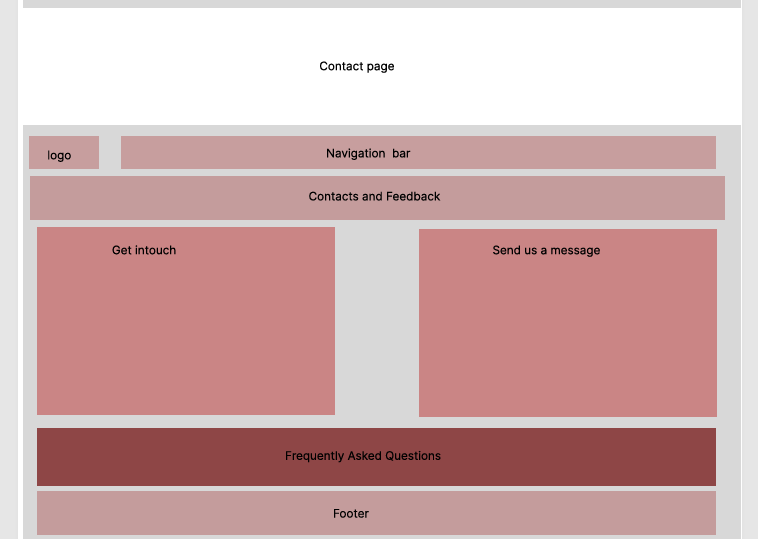 Contact page
logo
Navigation  bar
Contacts and Feedback
Get intouch
Send us a message
Frequently Asked Questions
Footer